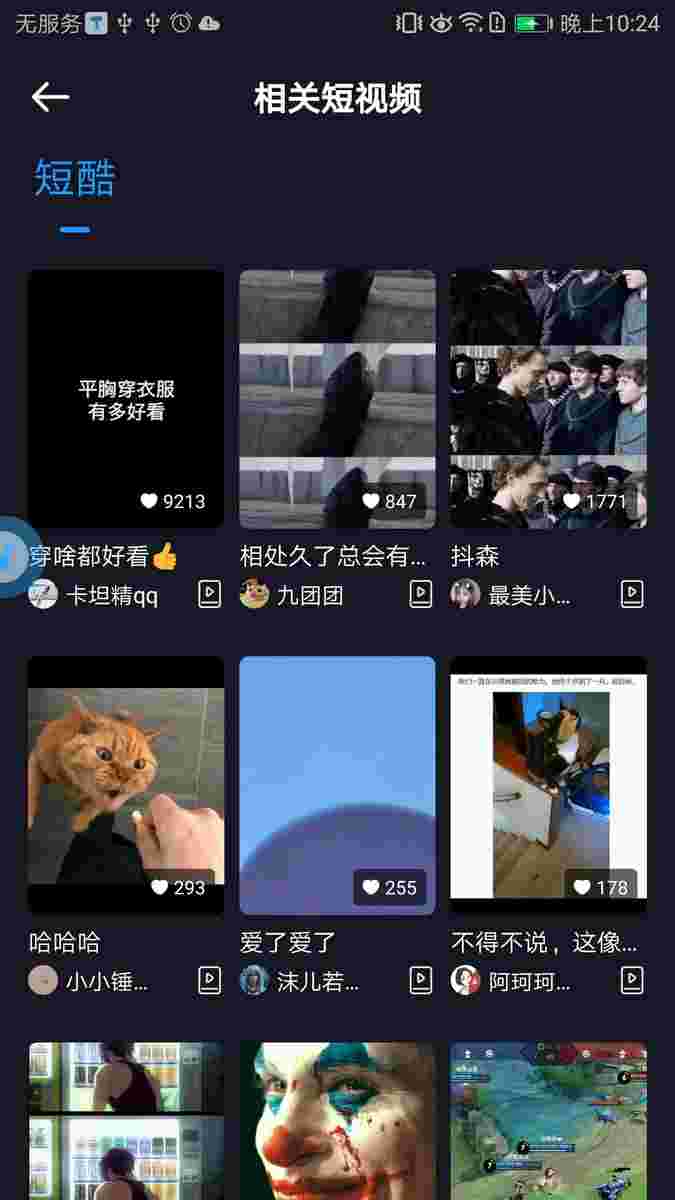 无服务
晚上10:24
相关短视频
短酷
平胸穿衣服
有多好看
9213
847
1771
穿啥都好看👍
相处久了总会有...
抖森
卡坦精qq
九团团
最美小...
293
255
178
哈哈哈
爱了爱了
不得不说，这像...
小小锤...
沫儿若...
阿珂珂...